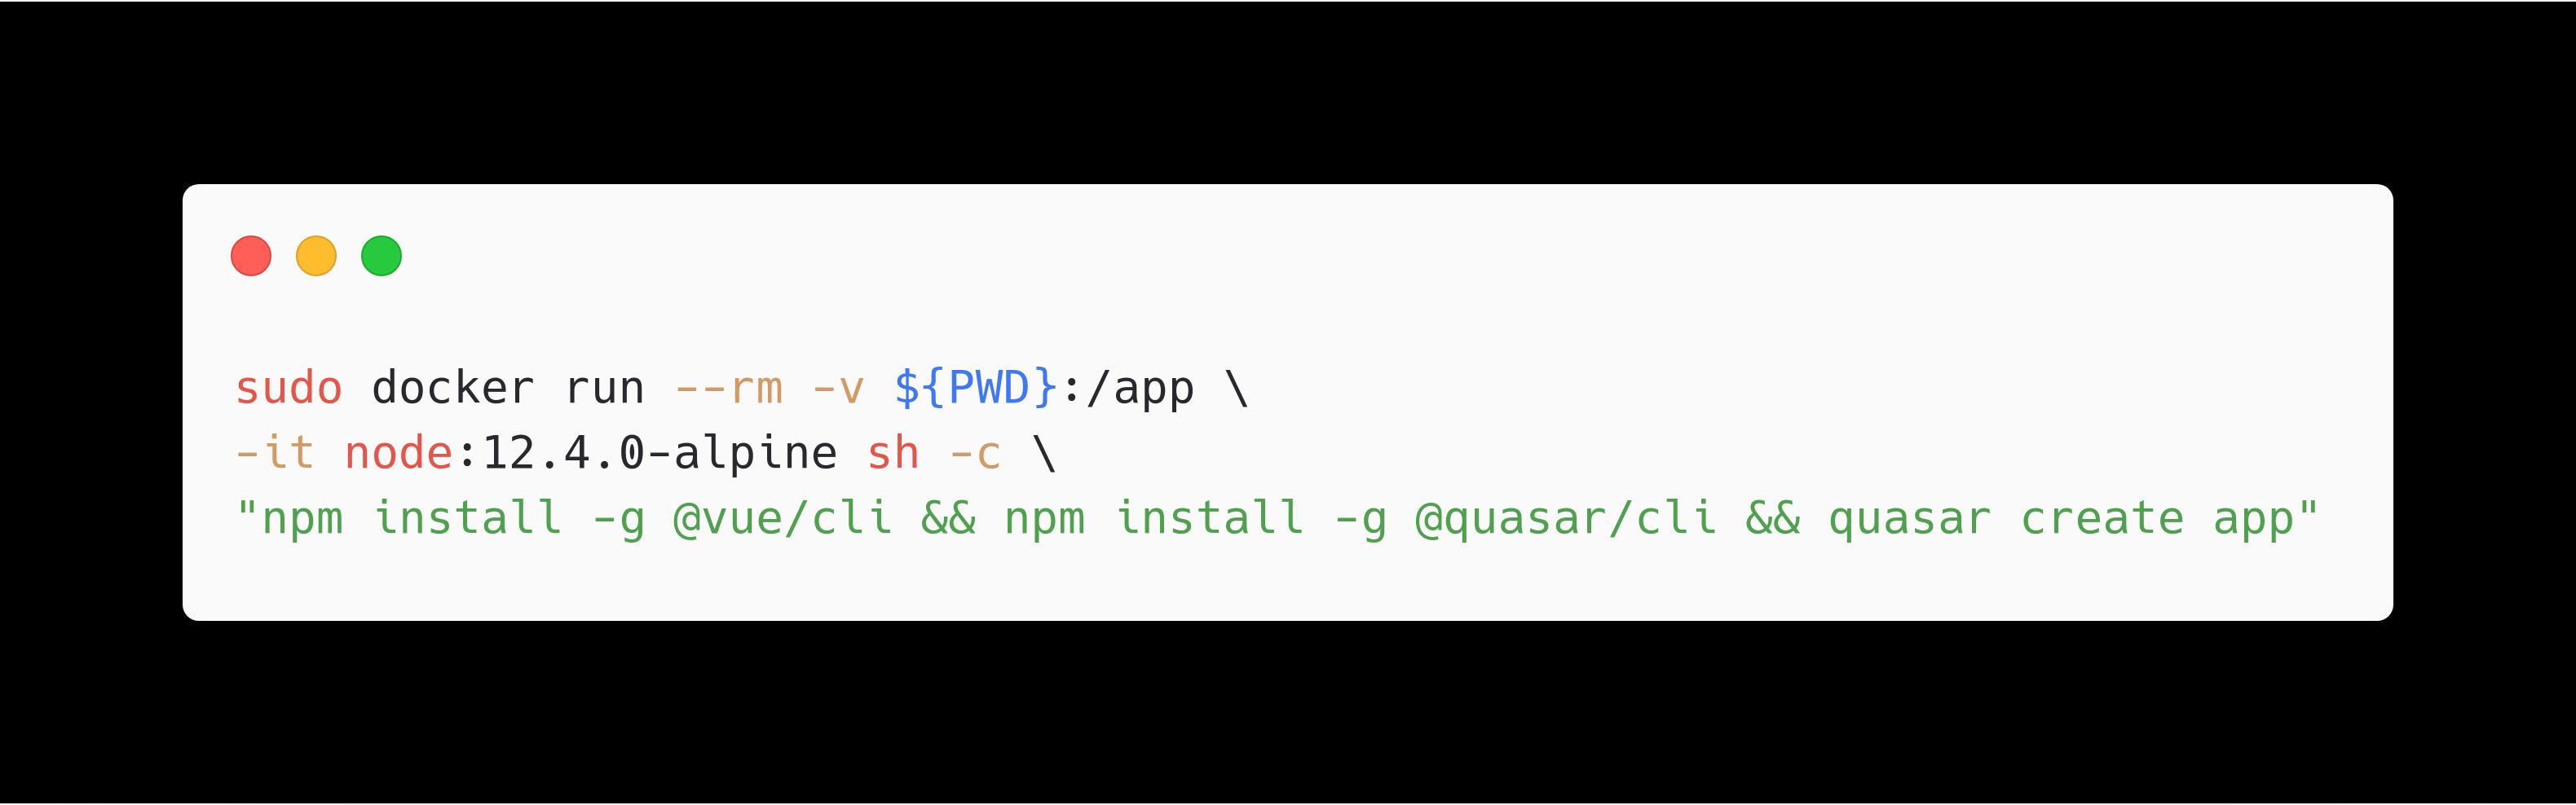 sudo docker run --rm -v ${PWD}:/app \
-it node:12.4.0-alpine sh -c \
"npm install -g @vue/cli && npm install -g @quasar/cli && quasar create app"